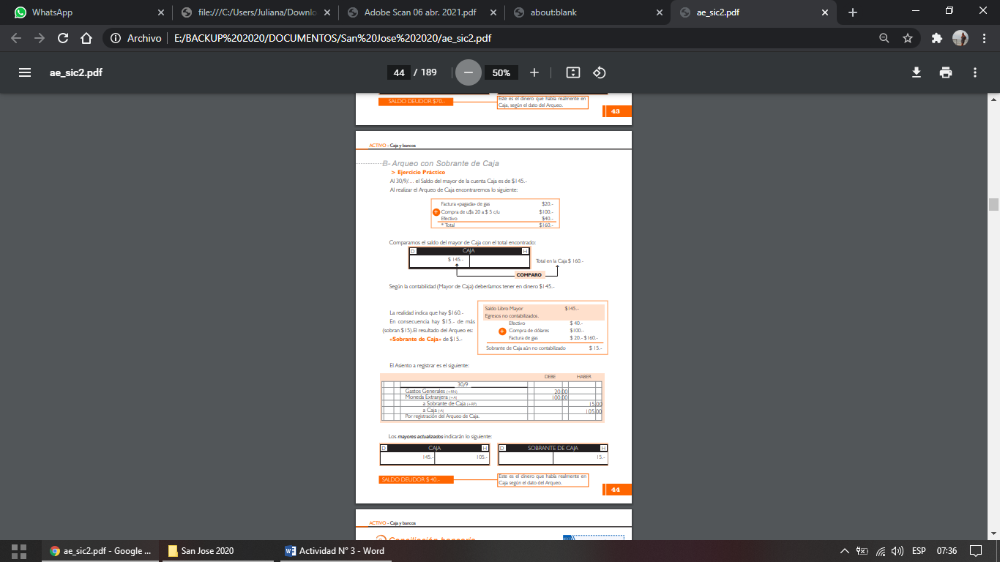 WhatsApp
file:///C:/Users/Juliana/Downlo
Adobe Scan 06 abr. 2021.pdf
about:blank
ae_sic2.pdf
Archivo
E:/BACKUP%202020/DOCUMENTOS/San%20Jose%202020/ae_sic2.pdf
ae_sic2.pdf
44 / 189
50%
SALDO DEUDOR $70.-
Este es el dinero que había realmente en
Caja, según el dato del Arqueo.
43
ACTIVO - Caja y bancos
B- Arqueo con Sobrante de Caja
> Ejercicio Práctico
Al 30/9/.... el Saldo del mayor de la cuenta Caja es de $145.-
Al realizar el Arqueo de Caja encontraremos lo siguiente:
Factura «pagada» de gas $20.-
+ Compra de u$s 20 a $ 5 c/u $100.-
Efectivo $40.-
* Total $160.-
Comparamos el saldo del mayor de Caja con el total encontrado:
D CAJA H
$ 145.-
Total en la Caja $ 160.-
COMPARO
Según la contabilidad (Mayor de Caja) deberíamos tener en dinero $145.-
La realidad indica que hay $160.-
En consecuencia hay $15.- de más
(sobran $15).El resultado del Arqueo es:
«Sobrante de Caja» de $15.-
Saldo Libro Mayor $145.-
Egresos no contabilizados.
Efectivo $ 40.-
+ Compra de dólares $100.-
Factura de gas $ 20.- $160.-
Sobrante de Caja aún no contabilizado $ 15.-
El Asiento a registrar es el siguiente:
DEBE HABER
30/9
Gastos Generales (+RN) 20,00
Moneda Extranjera (+A) 100,00
a Sobrante de Caja (+RP) 15,00
a Caja (-A) 105,00
Por registración del Arqueo de Caja.
Los mayores actualizados indicarán lo siguiente:
D CAJA H
145.- 105.-
D SOBRANTE DE CAJA H
15.-
SALDO DEUDOR $ 40.-
Este es el dinero que había realmente en
Caja según el dato del Arqueo.
44
ACTIVO - Caja y bancos
Conciliación bancaria
ae_sic2.pdf - Google ...
San Jose 2020
Actividad N° 3 - Word
ESP
07:36